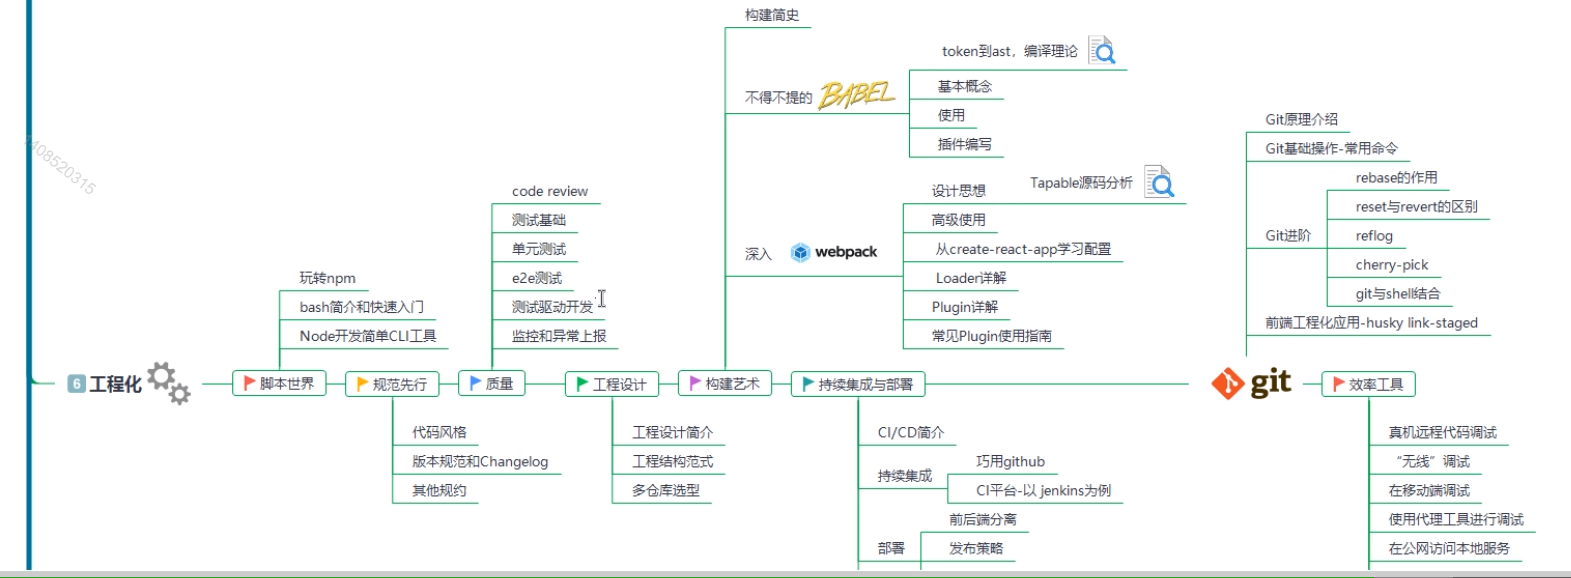 构建简史
token到ast，编译理论
不得不提的 BABEL
基本概念
使用
插件编写
Git原理介绍
Git基础操作-常用命令
rebase的作用
reset与revert的区别
Git进阶
reflog
cherry-pick
git与shell结合
前端工程化应用-husky link-staged
1408520315
code review
测试基础
单元测试
e2e测试
测试驱动开发
监控和异常上报
设计思想
Tapable源码分析
高级使用
深入 webpack
从create-react-app学习配置
Loader详解
Plugin详解
常见Plugin使用指南
玩转npm
bash简介和快速入门
Node开发简单CLI工具
6 工程化
脚本世界
规范先行
质量
工程设计
构建艺术
持续集成与部署
git
效率工具
代码风格
版本规范和Changelog
其他规约
工程设计简介
工程结构范式
多仓库选型
CI/CD简介
持续集成
巧用github
CI平台-以 jenkins为例
前后端分离
部署
发布策略
真机远程代码调试
“无线”调试
在移动端调试
使用代理工具进行调试
在公网访问本地服务